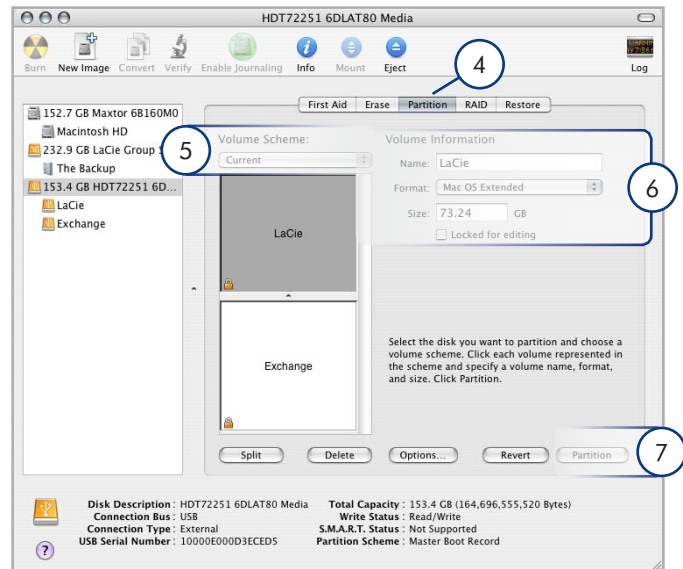 HDT72251 6DLAT80 Media
Burn New Image Convert Verify Enable Journaling Info Mount Eject Log
4
First Aid Erase Partition RAID Restore
152.7 GB Maxtor 6B160M0
Macintosh HD
232.9 GB LaCie Group
The Backup
153.4 GB HDT72251 6D...
LaCie
Exchange
5
Volume Scheme:
Current
LaCie
Exchange
Volume Information
Name: LaCie
Format: Mac OS Extended
Size: 73.24 GB
Locked for editing
6
Select the disk you want to partition and choose a
volume scheme. Click each volume represented in
the scheme and specify a volume name, format,
and size. Click Partition.
Split Delete Options... Revert Partition
7
Disk Description : HDT72251 6DLAT80 Media
Connection Bus : USB
Connection Type : External
USB Serial Number : 10000E000D3ECED5
Total Capacity : 153.4 GB (164,696,555,520 Bytes)
Write Status : Read/Write
S.M.A.R.T. Status : Not Supported
Partition Scheme : Master Boot Record
?